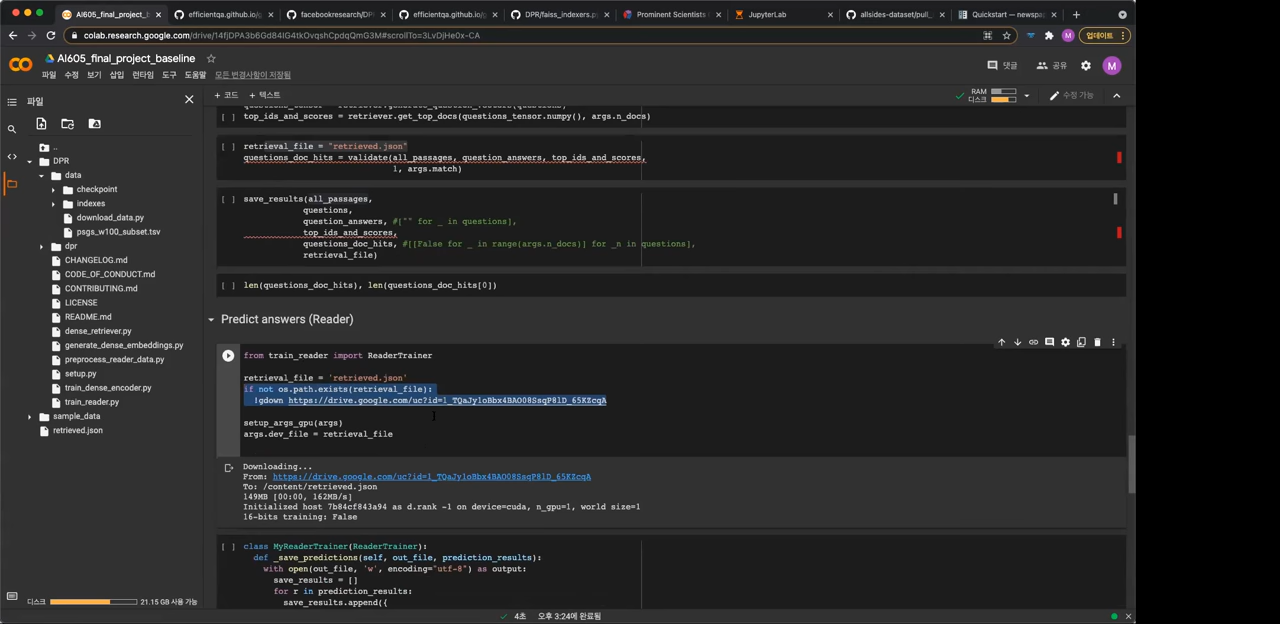 AI605_final_project_b
efficientqa.github.io/g
facebookresearch/DPR
efficientqa.github.io/g
DPR/faiss_indexers.py
Prominent Scientists
JupyterLab
allsides-dataset/pull_
Quickstart — newspa
colab.research.google.com/drive/14fjDPA3b6Gd84IG4tkOvqshCpdqQmG3M#scrollTo=3LvDjHe0x-CA
M
업데이트
AI605_final_project_baseline
파일 수정 보기 삽입 런타임 도구 도움말 모든 변경사항이 저장됨
댓글
공유
M
파일
+ 코드 + 텍스트
RAM
디스크
수정 가능
..
DPR
data
checkpoint
indexes
download_data.py
psgs_w100_subset.tsv
dpr
CHANGELOG.md
CODE_OF_CONDUCT.md
CONTRIBUTING.md
LICENSE
README.md
dense_retriever.py
generate_dense_embeddings.py
preprocess_reader_data.py
setup.py
train_dense_encoder.py
train_reader.py
sample_data
retrieved.json
디스크
21.15 GB 사용 가능
[ ] top_ids_and_scores = retriever.get_top_docs(questions_tensor.numpy(), args.n_docs)
[ ] retrieval_file = "retrieved.json"
questions_doc_hits = validate(all_passages, question_answers, top_ids_and_scores,
1, args.match)
[ ] save_results(all_passages,
questions,
question_answers, #["" for _ in questions],
top_ids_and_scores,
questions_doc_hits, #[[False for _ in range(args.n_docs)] for _n in questions],
retrieval_file)
[ ] len(questions_doc_hits), len(questions_doc_hits[0])
Predict answers (Reader)
from train_reader import ReaderTrainer
retrieval_file = 'retrieved.json'
if not os.path.exists(retrieval_file):
!gdown https://drive.google.com/uc?id=1_TQaJyloBbx4BAO08SsqP8lD_65KZcqA
setup_args_gpu(args)
args.dev_file = retrieval_file
Downloading...
From: https://drive.google.com/uc?id=1_TQaJyloBbx4BAO08SsqP8lD_65KZcqA
To: /content/retrieved.json
149MB [00:00, 162MB/s]
Initialized host 7b84cf843a94 as d.rank -1 on device=cuda, n_gpu=1, world size=1
16-bits training: False
[ ] class MyReaderTrainer(ReaderTrainer):
def _save_predictions(self, out_file, prediction_results):
with open(out_file, 'w', encoding="utf-8") as output:
save_results = []
for r in prediction_results:
save_results.append({
4초 오후 3:24에 완료됨